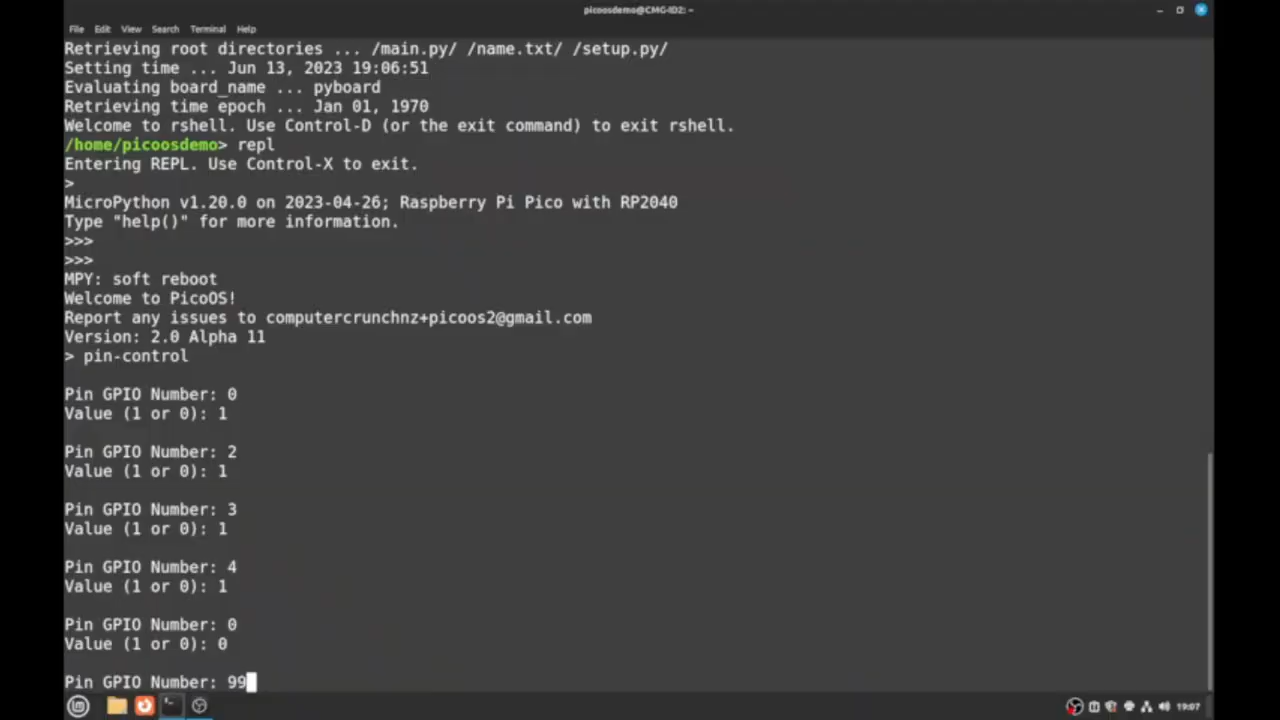 picoosdemo@CMG-ID2: ~
File Edit View Search Terminal Help
Retrieving root directories ... /main.py/ /name.txt/ /setup.py/
Setting time ... Jun 13, 2023 19:06:51
Evaluating board_name ... pyboard
Retrieving time epoch ... Jan 01, 1970
Welcome to rshell. Use Control-D (or the exit command) to exit rshell.
/home/picoosdemo> repl
Entering REPL. Use Control-X to exit.
>
MicroPython v1.20.0 on 2023-04-26; Raspberry Pi Pico with RP2040
Type "help()" for more information.
>>>
>>>
MPY: soft reboot
Welcome to PicoOS!
Report any issues to computercrunchnz+picoos2@gmail.com
Version: 2.0 Alpha 11
> pin-control
Pin GPIO Number: 0
Value (1 or 0): 1
Pin GPIO Number: 2
Value (1 or 0): 1
Pin GPIO Number: 3
Value (1 or 0): 1
Pin GPIO Number: 4
Value (1 or 0): 1
Pin GPIO Number: 0
Value (1 or 0): 0
Pin GPIO Number: 99
19:07